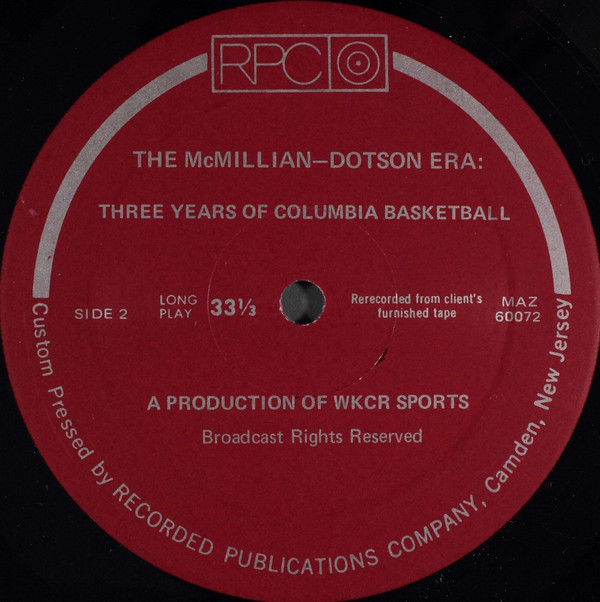 RPC
THE McMILLIAN—DOTSON ERA:
THREE YEARS OF COLUMBIA BASKETBALL
SIDE 2
LONG
PLAY
33⅓
Rerecorded from client's
furnished tape
MAZ
60072
A PRODUCTION OF WKCR SPORTS
Broadcast Rights Reserved
Custom Pressed by RECORDED PUBLICATIONS COMPANY, Camden, New Jersey